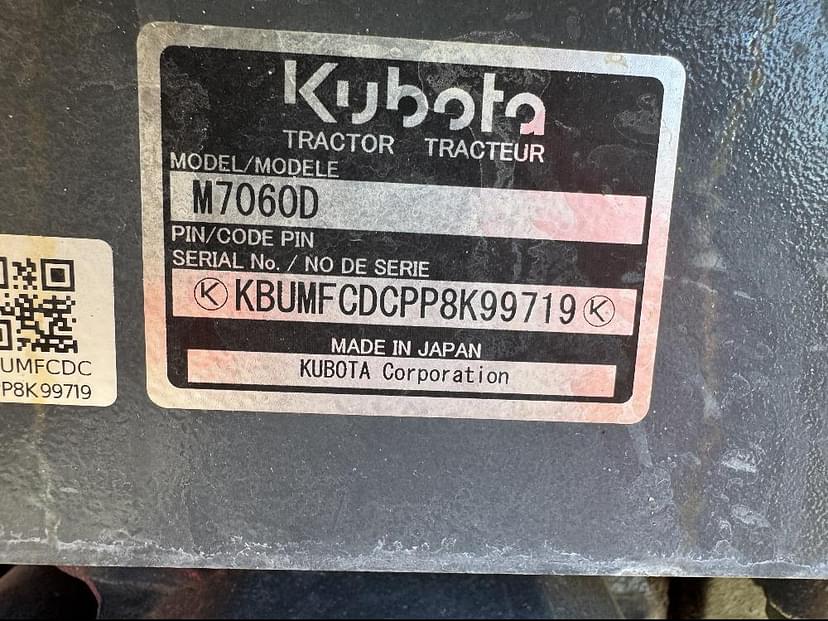 Kubota
TRACTOR TRACTEUR
MODEL/MODELE
M7060D
PIN/CODE PIN
SERIAL No. / NO DE SERIE
K KBUMFCDCPP8K99719 K
MADE IN JAPAN
KUBOTA Corporation
UMFCDC
PP8K99719